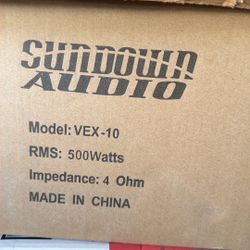 SUNDOWN
AUDIO
Model: VEX-10
RMS: 500Watts
Impedance: 4 Ohm
MADE IN CHINA